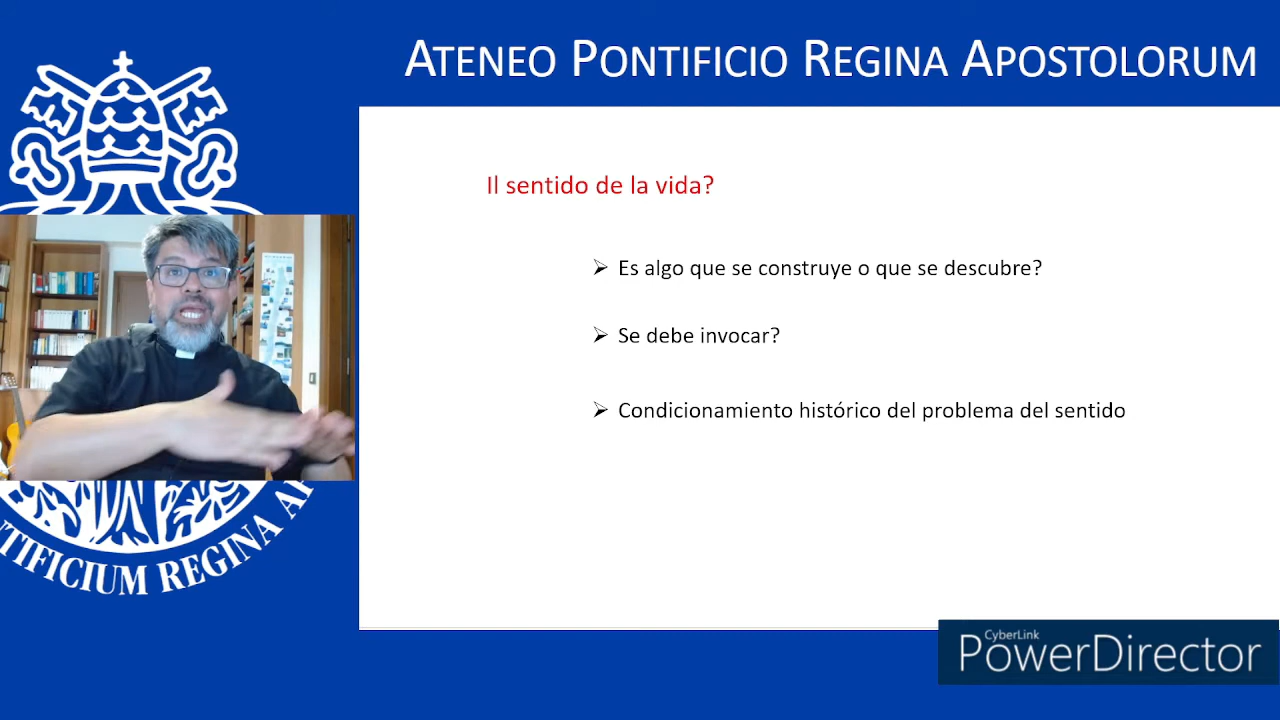 ATENEO PONTIFICIO REGINA APOSTOLORUM
Il sentido de la vida?
Es algo que se construye o que se descubre?
Se debe invocar?
Condicionamiento histórico del problema del sentido
TIFICIUM REGINA AP
CyberLink
PowerDirector